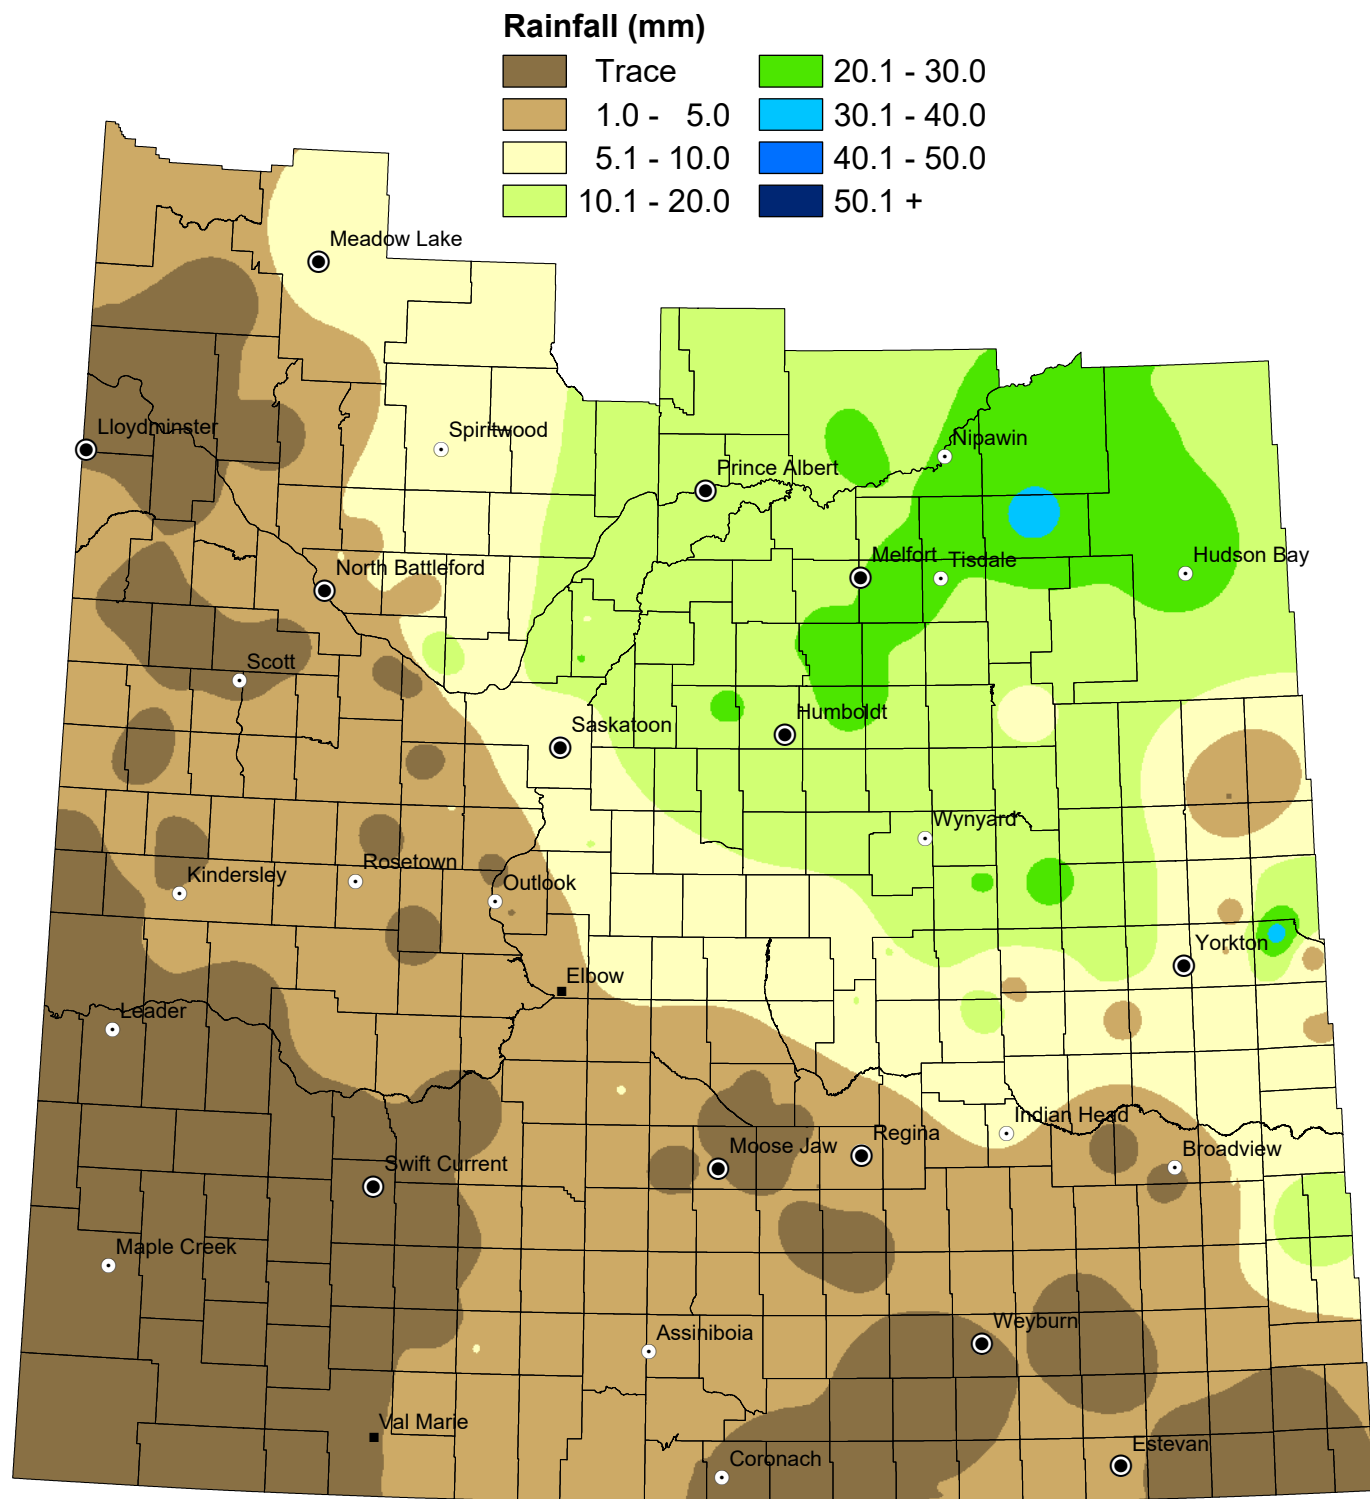 Rainfall (mm)
Trace
1.0 - 5.0
5.1 - 10.0
10.1 - 20.0
20.1 - 30.0
30.1 - 40.0
40.1 - 50.0
50.1 +
Meadow Lake
Lloydminster
Spiritwood
Nipawin
Prince Albert
Melfort
Tisdale
Hudson Bay
North Battleford
Scott
Saskatoon
Humboldt
Wynyard
Kindersley
Rosetown
Outlook
Yorkton
Elbow
Leader
Indian Head
Regina
Moose Jaw
Broadview
Swift Current
Maple Creek
Weyburn
Assiniboia
Val Marie
Estevan
Coronach